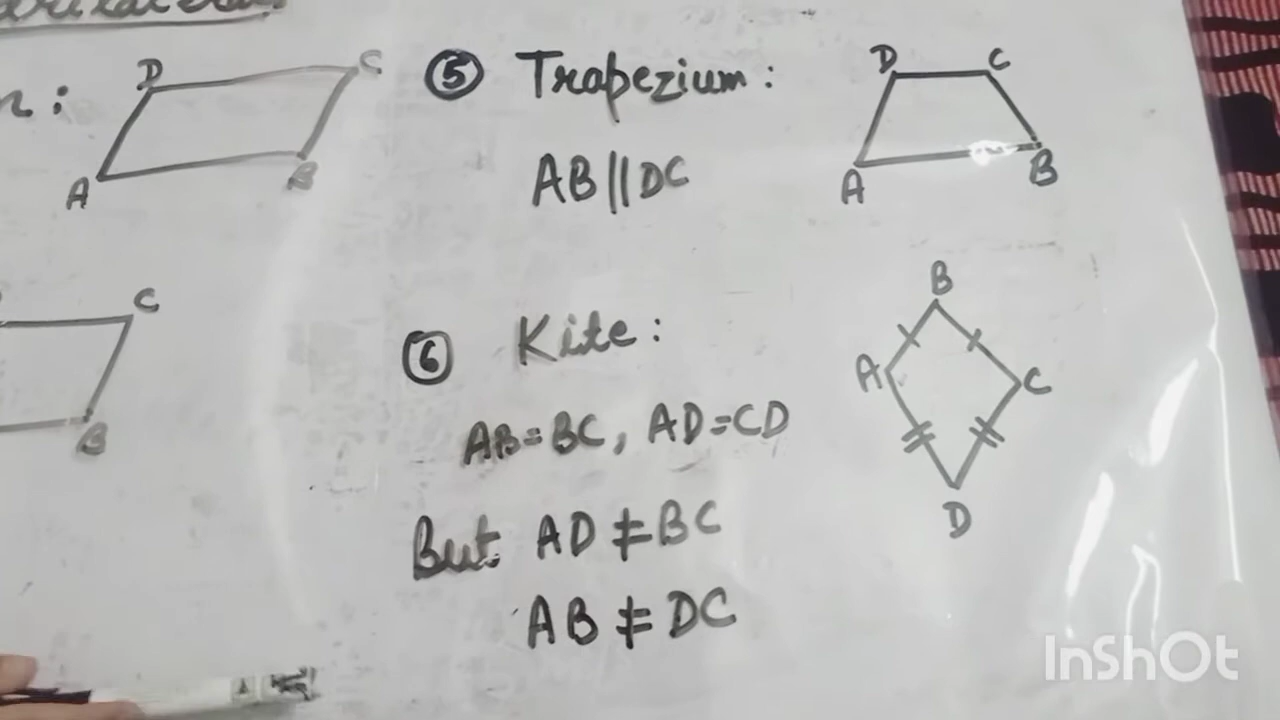 D
C
A
B
C
B
⑤ Trapezium:
AB||DC
D
C
A
B
⑥ Kite:
AB=BC, AD=CD
But AD≠BC
AB≠DC
B
A
C
D
InShOt